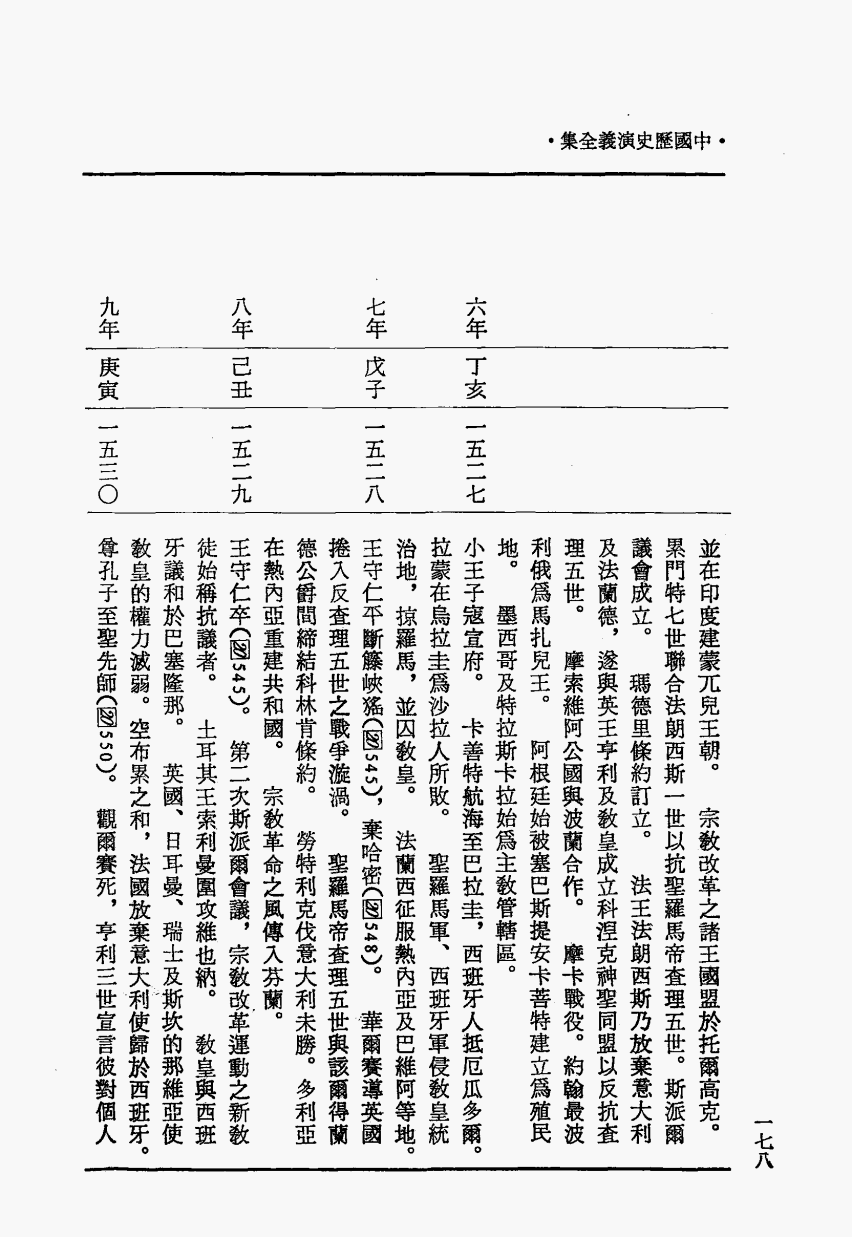 •中國歷史演義全集•
一七八
並在印度建蒙兀兒王朝。　宗教改革之諸王國盟於托爾高克。
累門特七世聯合法朗西斯一世以抗聖羅馬帝查理五世。斯派爾
議會成立。　瑪德里條約訂立。　法王法朗西斯乃放棄意大利
及法蘭德，遂與英王亨利及教皇成立科涅克神聖同盟以反抗查
理五世。　摩索維阿公國與波蘭合作。　摩卡戰役。約翰最波
利俄爲馬扎兒王。　阿根廷始被塞巴斯提安卡菩特建立爲殖民
地。　墨西哥及特拉斯卡拉始爲主教管轄區。
六年　丁亥　一五二七　小王子寇宣府。　卡善特航海至巴拉圭，西班牙人抵厄瓜多爾。
拉蒙在烏拉圭爲沙拉人所敗。　聖羅馬軍、西班牙軍侵教皇統
治地，掠羅馬，並囚教皇。　法蘭西征服熱內亞及巴維阿等地。
七年　戊子　一五二八　王守仁平斷籐峽猺(545)，棄哈密(548)。　華爾賽導英國
捲入反查理五世之戰爭漩渦。　聖羅馬帝查理五世與該爾得蘭
德公爵間締結科林肯條約。　勞特利克伐意大利未勝。多利亞
在熱內亞重建共和國。　宗教革命之風傳入芬蘭。
八年　己丑　一五二九　王守仁卒(545)。　第二次斯派爾會議，宗教改革運動之新教
徒始稱抗議者。　土耳其王索利曼圍攻維也納。　教皇與西班
牙議和於巴塞隆那。　英國、日耳曼、瑞士及斯坎的那維亞使
教皇的權力減弱。空布累之和，法國放棄意大利使歸於西班牙。
九年　庚寅　一五三〇　尊孔子至聖先師(550)。　觀爾賽死，亨利三世宣言彼對個人